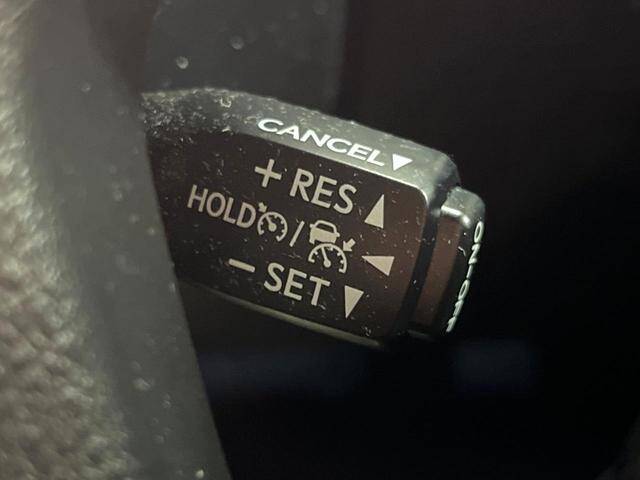 CANCEL▼
+ RES ▲
HOLD /
− SET ▼
ON-OFF